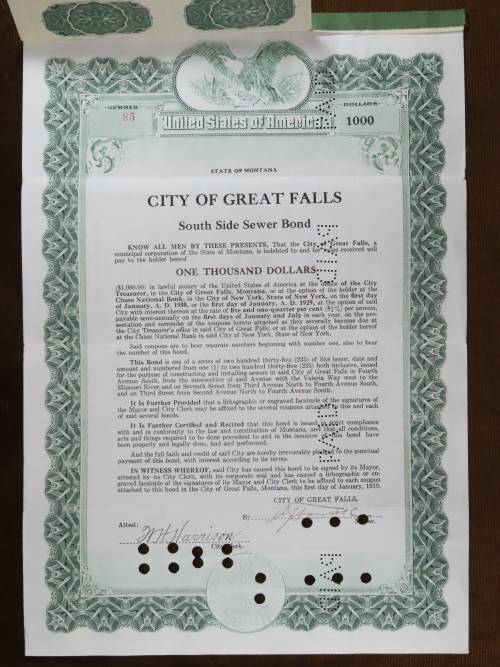 NUMBER
DOLLARS
85
United States of America
1000
STATE OF MONTANA
CITY OF GREAT FALLS
South Side Sewer Bond
KNOW ALL MEN BY THESE PRESENTS, That the City of Great Falls, a
municipal corporation of the State of Montana, is indebted to and for value received will
pay to the holder hereof
ONE THOUSAND DOLLARS
($1,000.00) in lawful money of the United States of America at the office of the City
Treasurer, in the City of Great Falls, Montana, or at the option of the holder at the
Chase National Bank, in the City of New York, State of New York, on the first day
of January, A. D. 1939, or the first day of January, A. D. 1929, at the option of said
City with interest thereon at the rate of five and one-quarter per cent (5¼%) per annum,
payable semi-annually on the first days of January and July in each year, on the pre-
sentation and surrender of the coupons hereto attached as they severally become due at
the City Treasurer's office in said City of Great Falls, or at the option of the holder hereof
at the Chase National Bank in said City of New York, State of New York.
Said coupons are to bear separate numbers beginning with number one, also to bear
the number of this bond.
This Bond is one of a series of two hundred thirty-five (235) of like tenor, date and
amount and numbered from one (1) to two hundred thirty-five (235) both inclusive, issued
for the purpose of constructing and installing sewers in said City of Great Falls in Fourth
Avenue South, from the intersection of said Avenue with the Valeria Way west to the
Missouri River, and on Seventh Street from Third Avenue North to Fourth Avenue South,
and on Third Street from Second Avenue North to Fourth Avenue South.
It Is Further Provided that a lithographic or engraved facsimile of the signatures of
the Mayor and City Clerk may be affixed to the several coupons attached to this and each
of said several bonds.
It is Further Certified and Recited that this bond is issued in strict compliance
with and in conformity to the law and constitution of Montana, and that all conditions,
acts and things required to be done precedent to and in the issuance of this bond have
been properly and legally done, had and performed.
And the full faith and credit of said City are hereby irrevocably pledged to the punctual
payment of this bond, with interest according to its terms.
IN WITNESS WHEREOF, said City has caused this bond to be signed by its Mayor,
attested by its City Clerk, with its corporate seal and has caused a lithographic or en-
graved facsimile of the signatures of its Mayor and City Clerk to be affixed to each coupon
attached to this bond in the City of Great Falls, Montana, this first day of January, 1919.
CITY OF GREAT FALLS,
By
Attest:
W H Harrison
City Clerk.
PAID
PAID